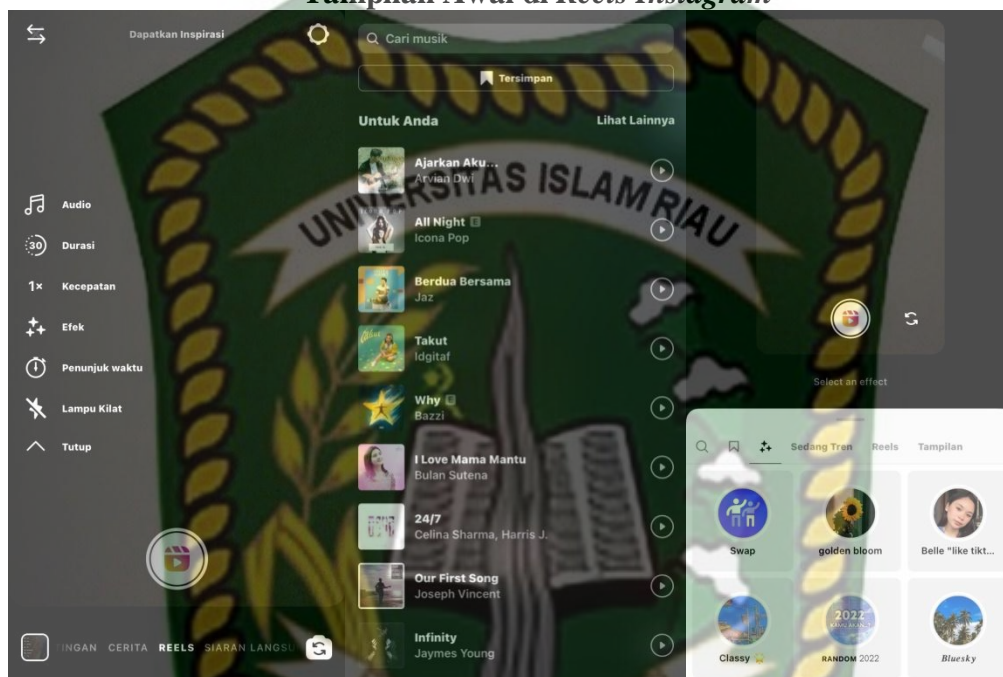 Tampilan Awal di Reels Instagram
Dapatkan Inspirasi
Audio
30 Durasi
1× Kecepatan
Efek
Penunjuk waktu
Lampu Kilat
Tutup
CERITA REELS SIARAN LANGSU
Cari musik
Tersimpan
Untuk Anda Lihat Lainnya
Ajarkan Aku...
Arvian Dwi
All Night E
Icona Pop
Berdua Bersama
Jaz
Takut
Idgitaf
Why E
Bazzi
I Love Mama Mantu
Bulan Sutena
24/7
Celina Sharma, Harris J.
Our First Song
Joseph Vincent
Infinity
Jaymes Young
UNIVERSITAS ISLAM RIAU
Select an effect
Sedang Tren Reels Tampilan
Swap
golden bloom
Belle "like tikt...
Classy
2022
RANDOM 2022
Bluesky